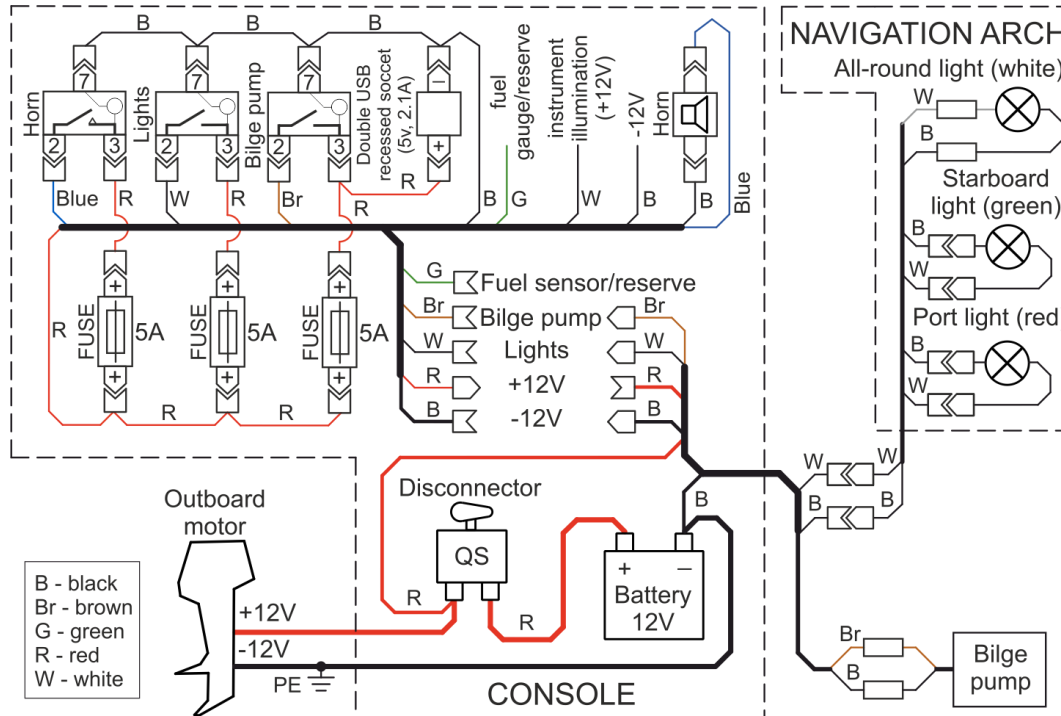 B
B
B
7
7
7
–
Horn
Lights
Bilge pump
Double USB
recessed soccet
(5v, 2.1A)
2
3
2
3
2
3
+
fuel
gauge/reserve
instrument
illumination
(+12V)
-12V
Horn
Blue
R
W
R
Br
R
R
B
G
W
B
B
Blue
+
+
+
R
FUSE
5A
FUSE
5A
FUSE
5A
+
+
+
R
R
G
Fuel sensor/reserve
Br
Bilge pump
Br
W
Lights
W
R
+12V
R
B
-12V
B
NAVIGATION ARCH
All-round light (white)
W
B
Starboard
light (green)
B
W
Port light (red
B
W
W
W
B
B
Disconnector
QS
R
R
B
+
–
Battery
12V
Outboard
motor
+12V
-12V
PE
CONSOLE
B - black
Br - brown
G - green
R - red
W - white
Br
B
Bilge
pump